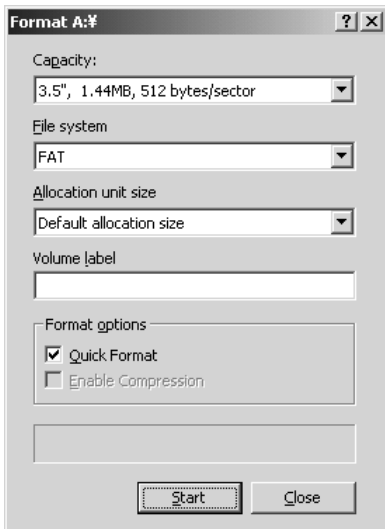 Format A:¥
? ×
Capacity:
3.5", 1.44MB, 512 bytes/sector
File system
FAT
Allocation unit size
Default allocation size
Volume label
Format options
Quick Format
Enable Compression
Start Close